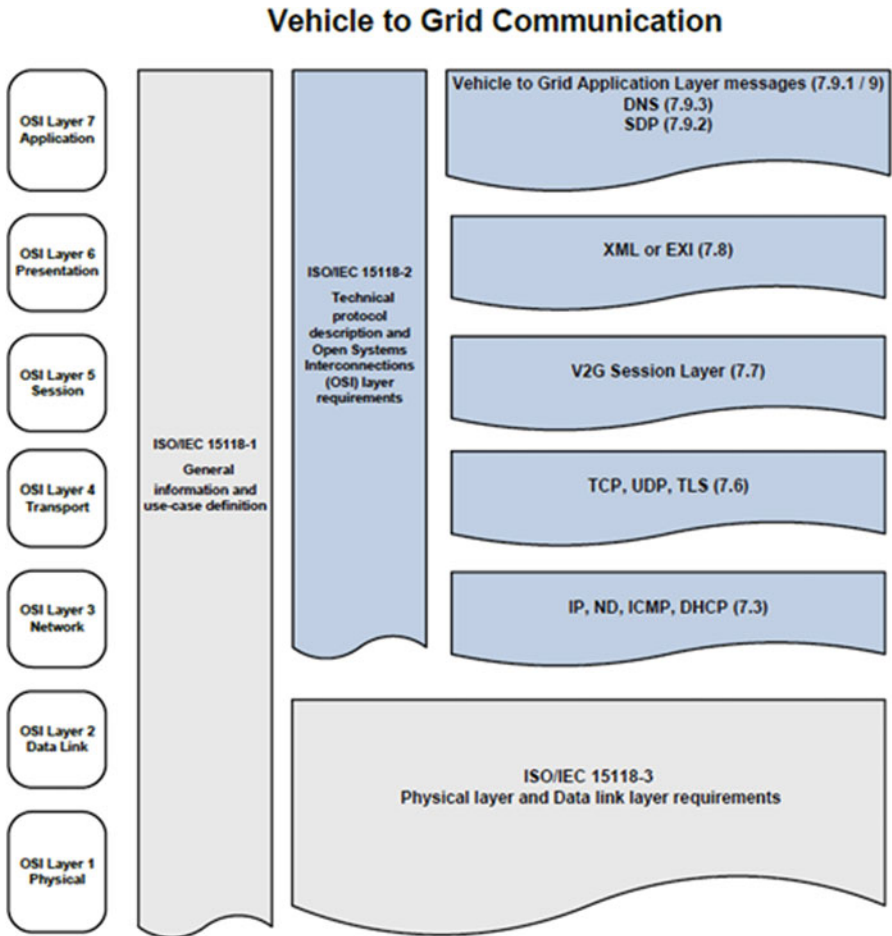 Vehicle to Grid Communication
OSI Layer 7
Application
OSI Layer 6
Presentation
OSI Layer 5
Session
OSI Layer 4
Transport
OSI Layer 3
Network
OSI Layer 2
Data Link
OSI Layer 1
Physical
ISO/IEC 15118-1
General
information and
use-case definition
ISO/IEC 15118-2
Technical
protocol
description and
Open Systems
Interconnections
(OSI) layer
requirements
Vehicle to Grid Application Layer messages (7.9.1 / 9)
DNS (7.9.3)
SDP (7.9.2)
XML or EXI (7.8)
V2G Session Layer (7.7)
TCP, UDP, TLS (7.6)
IP, ND, ICMP, DHCP (7.3)
ISO/IEC 15118-3
Physical layer and Data link layer requirements